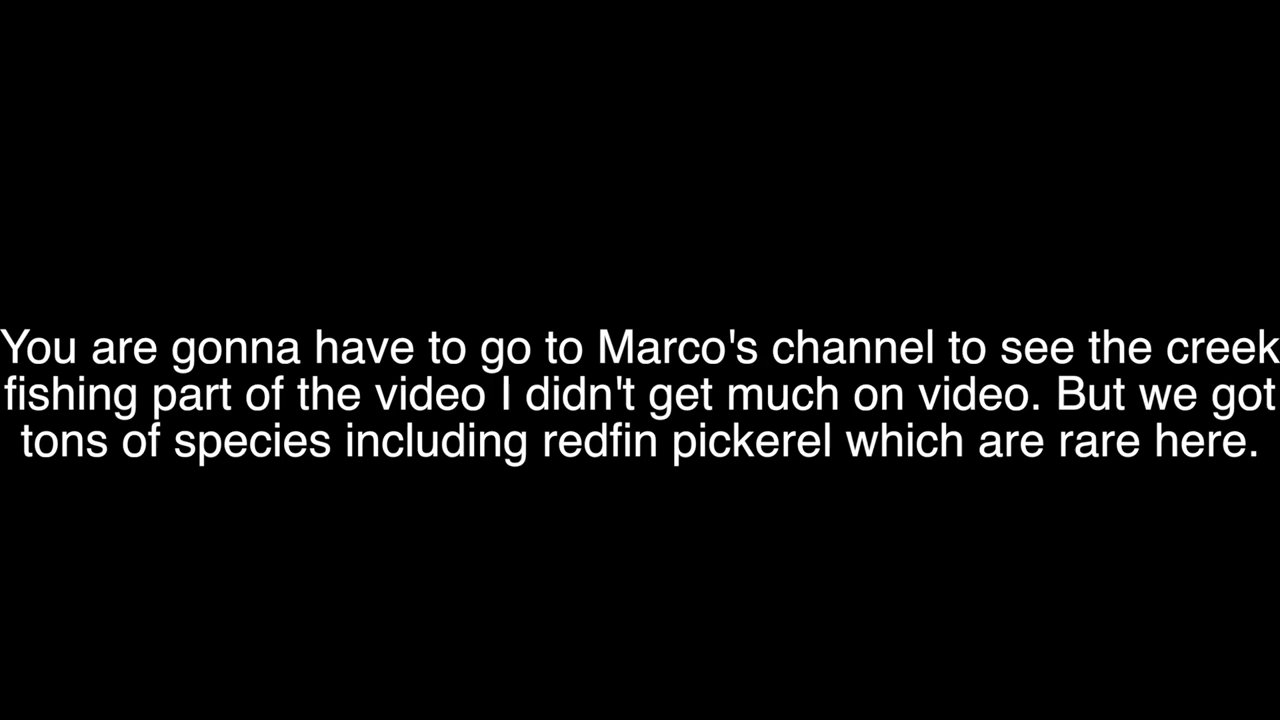 You are gonna have to go to Marco's channel to see the creek
fishing part of the video I didn't get much on video. But we got
tons of species including redfin pickerel which are rare here.